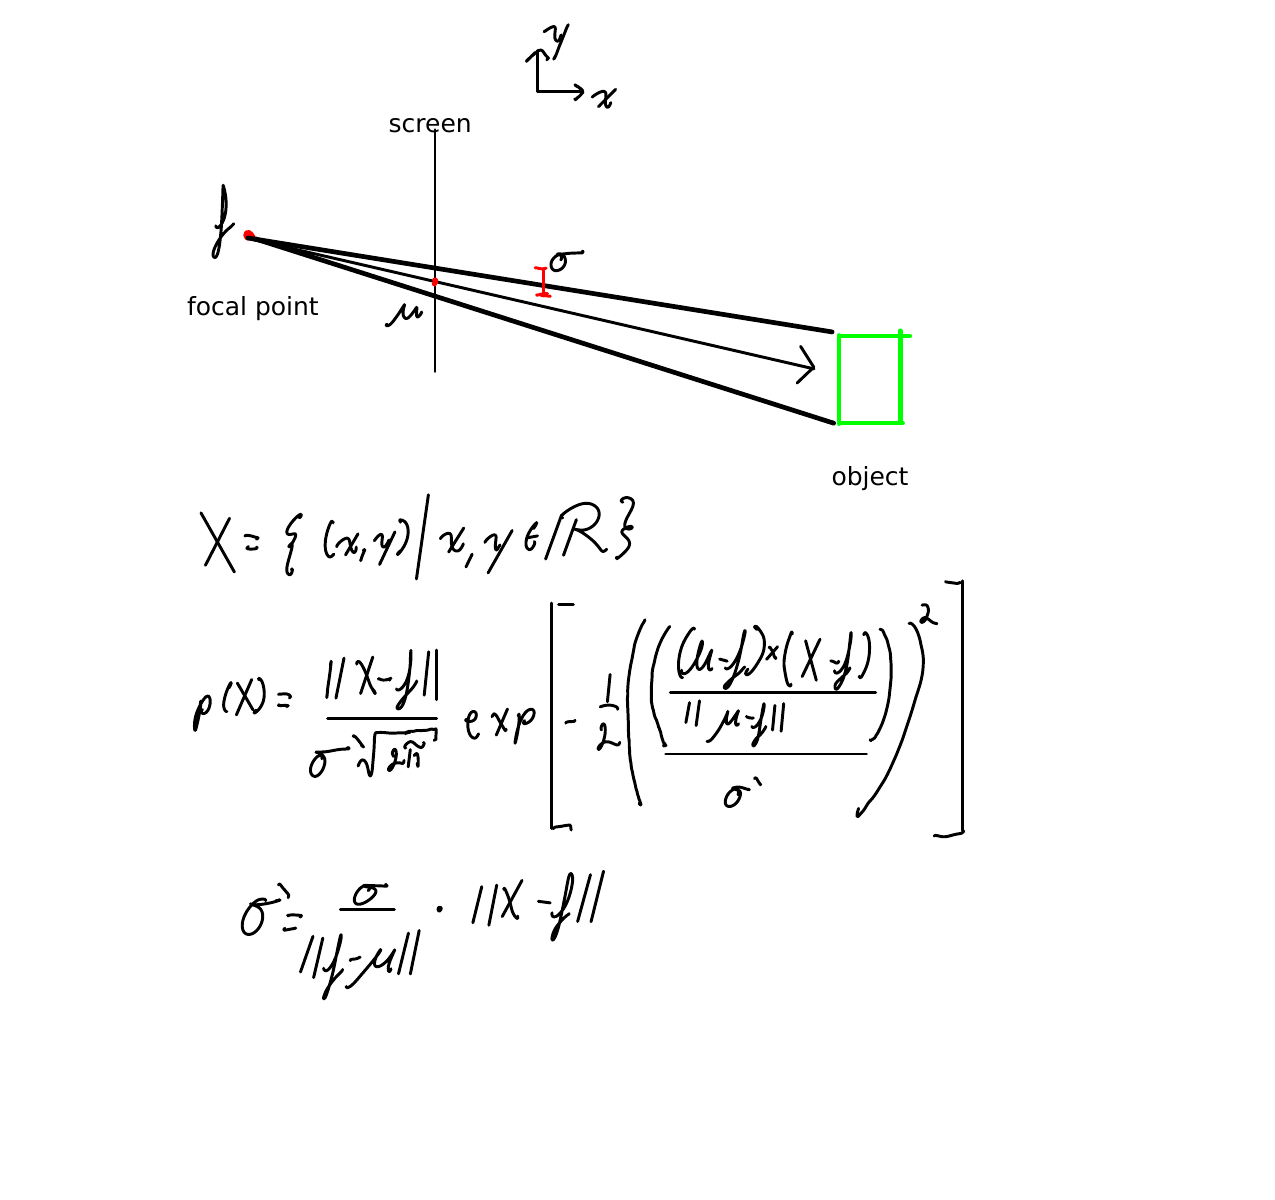 y
x
screen
f
σ
focal point
μ
object
X = { (x,y) | x, y ∈ ℝ }
p(X) = ||X-f|| / (σ` √2π) exp [ - 1/2 ( ( ((μ-f)×(X-f)) / ||μ-f|| ) / σ` )^2 ]
σ` = σ / ||f-μ|| · ||X-f||